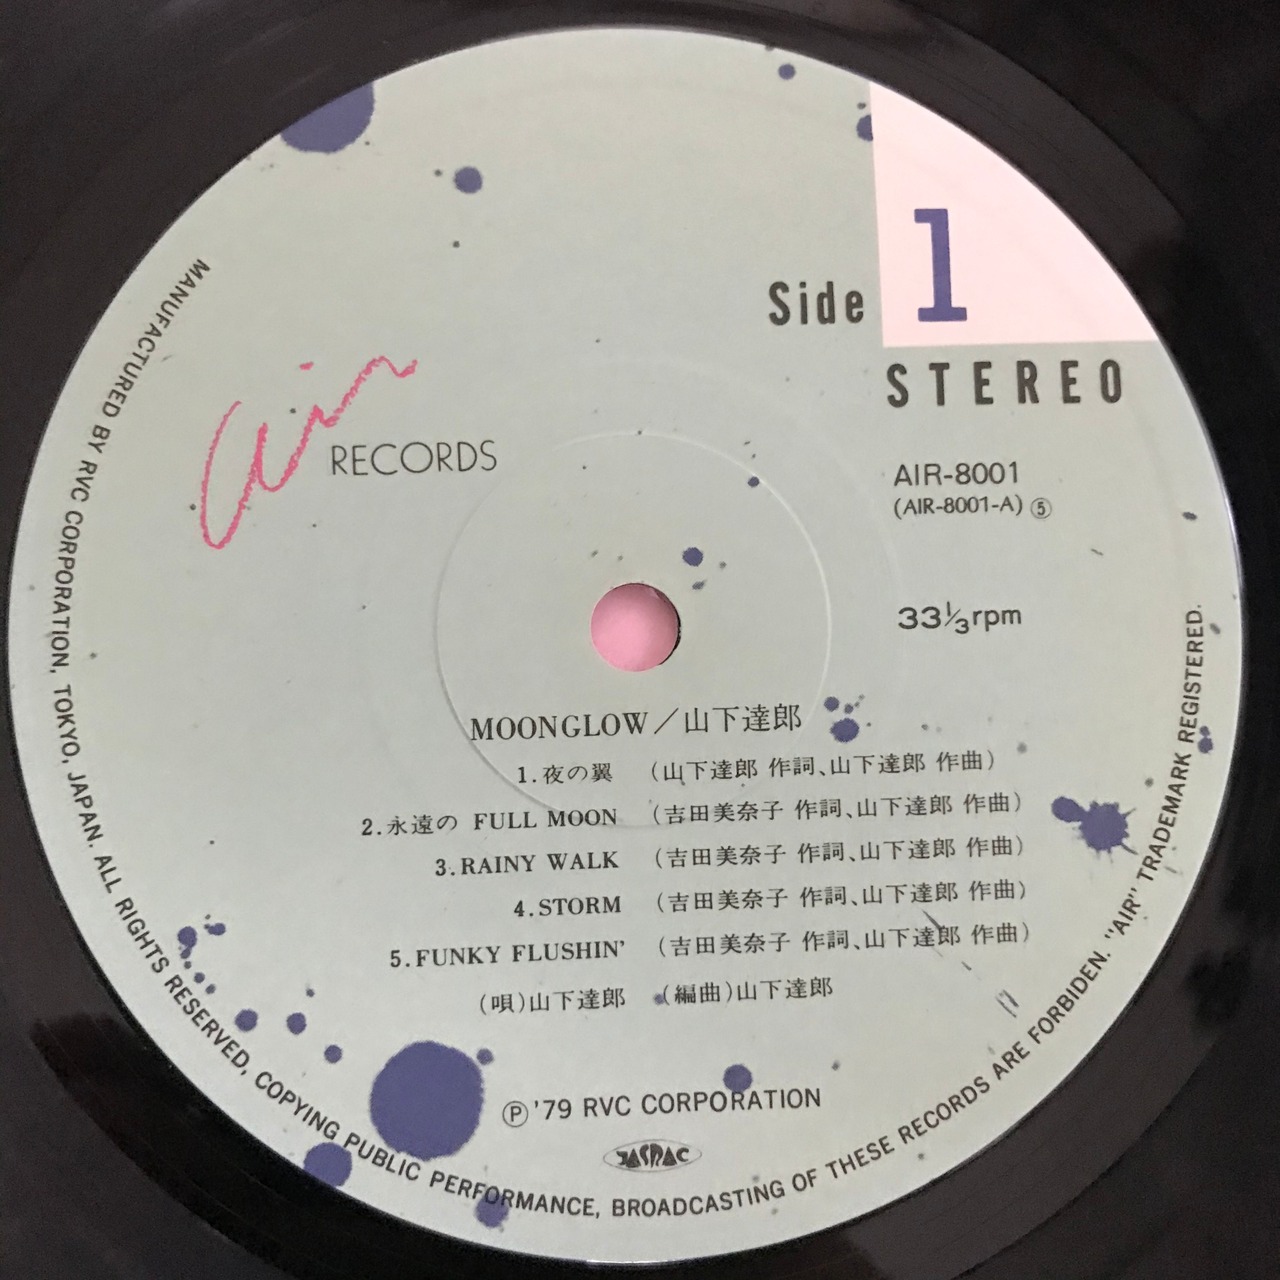 Side 1
STEREO
air RECORDS
AIR-8001
(AIR-8001-A) ⑤
33⅓rpm
MOONGLOW／山下達郎
1.夜の翼 (山下達郎 作詞、山下達郎 作曲)
2.永遠の FULL MOON (吉田美奈子 作詞、山下達郎 作曲)
3.RAINY WALK (吉田美奈子 作詞、山下達郎 作曲)
4.STORM (吉田美奈子 作詞、山下達郎 作曲)
5.FUNKY FLUSHIN' (吉田美奈子 作詞、山下達郎 作曲)
(唄)山下達郎 (編曲)山下達郎
Ⓟ'79 RVC CORPORATION
JASRAC
MANUFACTURED BY RVC CORPORATION, TOKYO, JAPAN. ALL RIGHTS RESERVED, COPYING PUBLIC PERFORMANCE, BROADCASTING OF THESE RECORDS ARE FORBIDEN. "AIR" TRADEMARK REGISTERED.